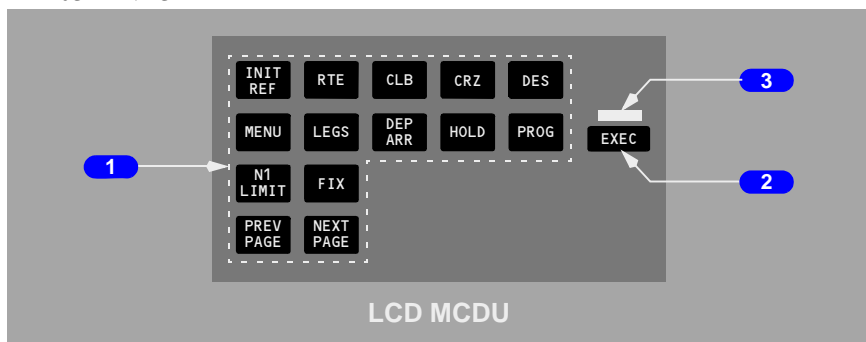 INIT
REF
RTE
CLB
CRZ
DES
3
MENU
LEGS
DEP
ARR
HOLD
PROG
EXEC
1
N1
LIMIT
FIX
2
PREV
PAGE
NEXT
PAGE
LCD MCDU